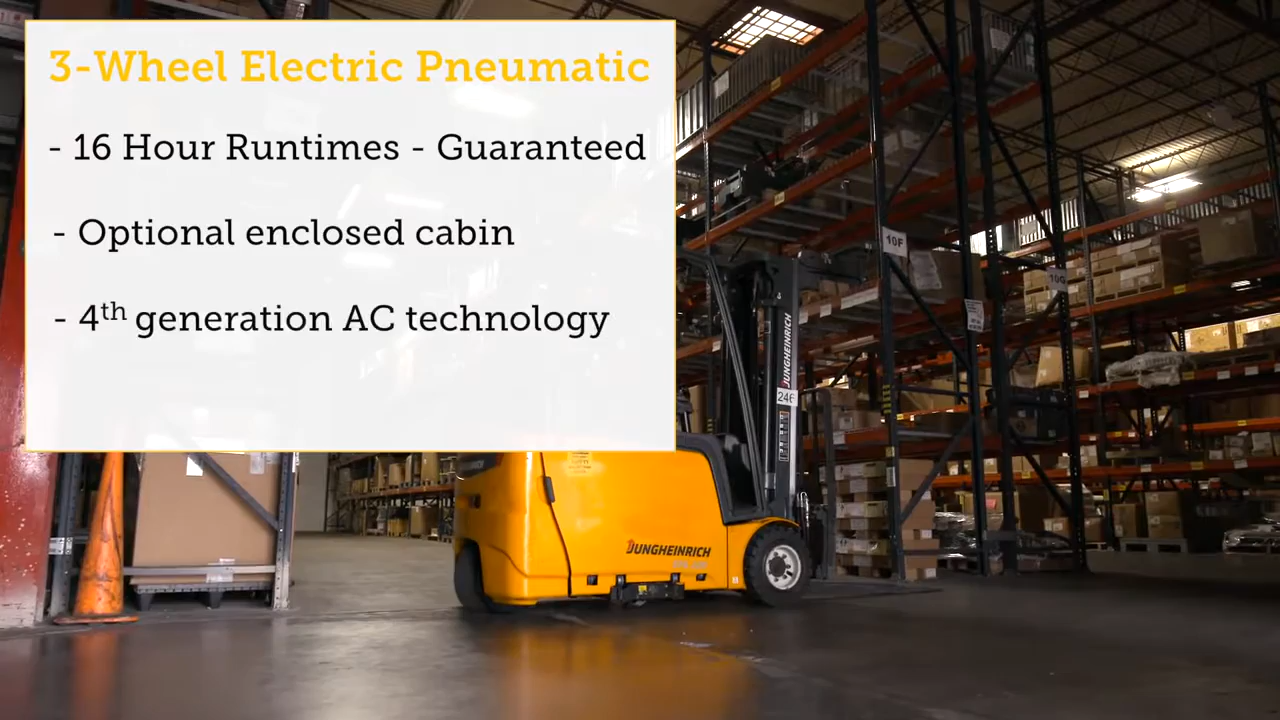 3-Wheel Electric Pneumatic
- 16 Hour Runtimes - Guaranteed
- Optional enclosed cabin
- 4th generation AC technology
10F
10G
JUNGHEINRICH
246
JUNGHEINRICH